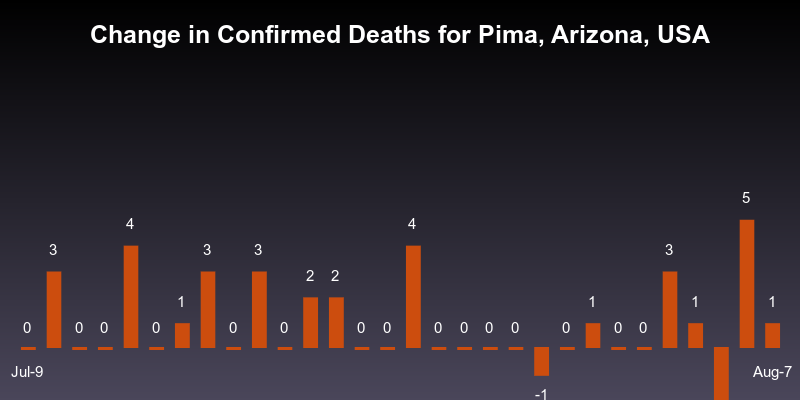 Change in Confirmed Deaths for Pima, Arizona, USA
5
4 4
3 3 3 3
2 2
1 1 1 1
0 0 0 0 0 0 0 0 0 0 0 0 0 0 0
Jul-9 Aug-7
-1